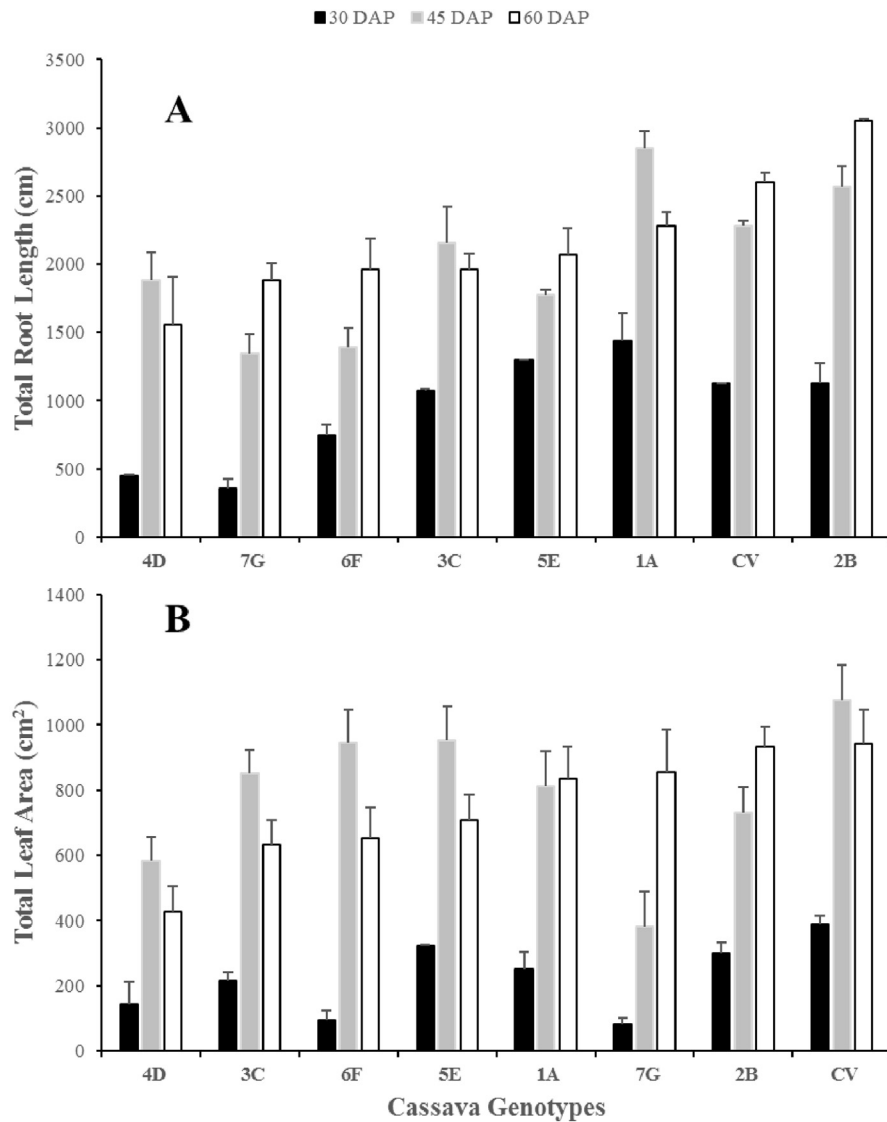 30 DAP 45 DAP 60 DAP
A
Total Root Length (cm)
3500
3000
2500
2000
1500
1000
500
0
4D 7G 6F 3C 5E 1A CV 2B
B
Total Leaf Area (cm²)
1400
1200
1000
800
600
400
200
0
4D 3C 6F 5E 1A 7G 2B CV
Cassava Genotypes